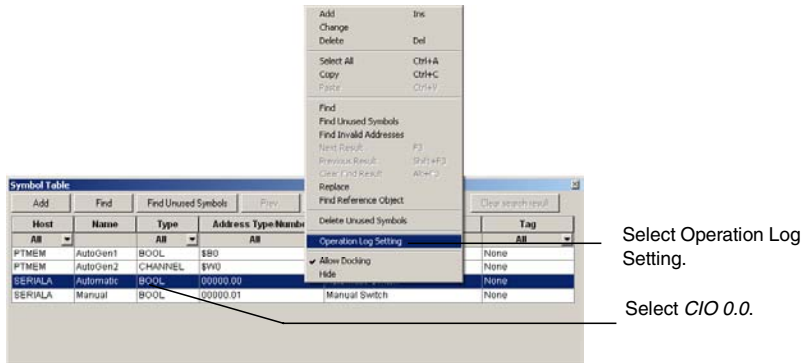 Add Ins
Change
Delete Del
Select All Ctrl+A
Copy Ctrl+C
Paste Ctrl+V
Find
Find Unused Symbols
Find Invalid Addresses
Next Result F3
Previous Result Shift+F3
Clear Find Result Alt+F3
Replace
Find Reference Object
Delete Unused Symbols
Operation Log Setting
Allow Docking
Hide
Symbol Table
Add Find Find Unused Symbols Prev Clear search result
Host Name Type Address Type/Numbe Tag
All All All All
PTMEM AutoGen1 BOOL $B0 None
PTMEM AutoGen2 CHANNEL $W0 None
SERIALA Automatic BOOL 00000.00 None
SERIALA Manual BOOL 00000.01 Manual Switch None
Select Operation Log
Setting.
Select CIO 0.0.